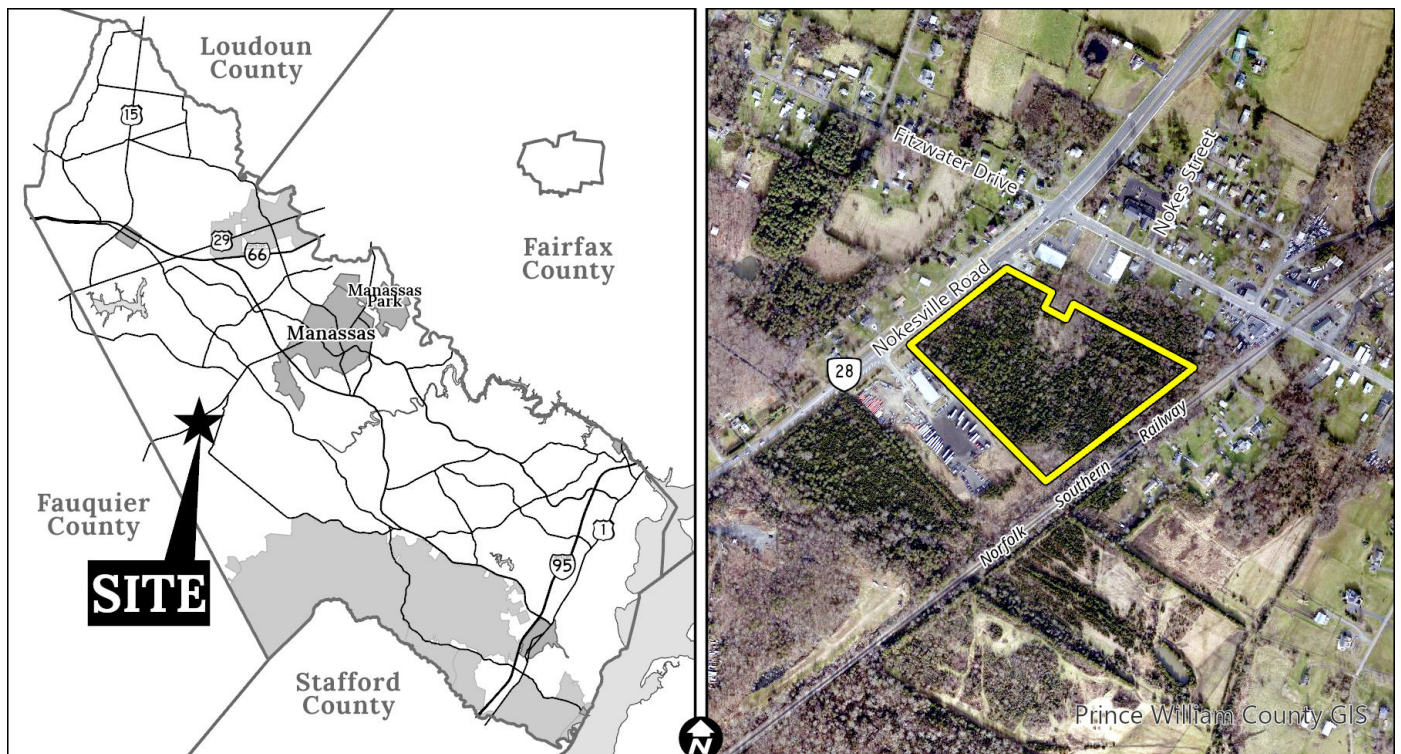 Loudoun
County
15
Fairfax
County
29
66
Manassas
Park
Manassas
Fauquier
County
SITE
1
95
Stafford
County
N
Fitzwater Drive
Nokes Street
Nokesville Road
28
Norfolk Southern Railway
Prince William County GIS